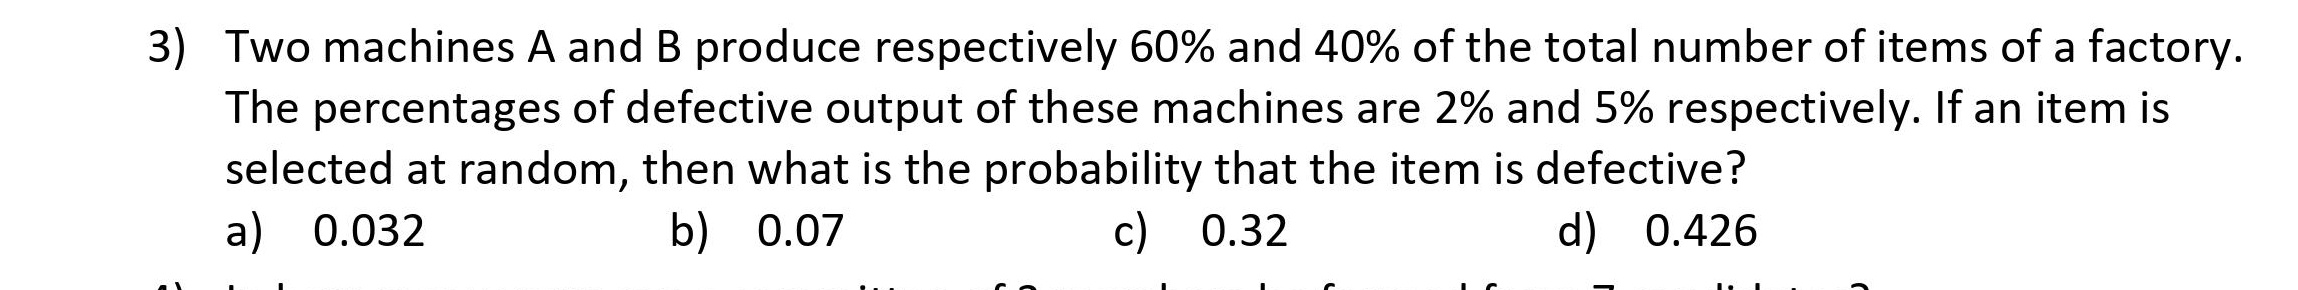 3) Two machines A and B produce respectively 60% and 40% of the total number of items of a factory.
The percentages of defective output of these machines are 2% and 5% respectively. If an item is
selected at random, then what is the probability that the item is defective?
a) 0.032 b) 0.07 c) 0.32 d) 0.426